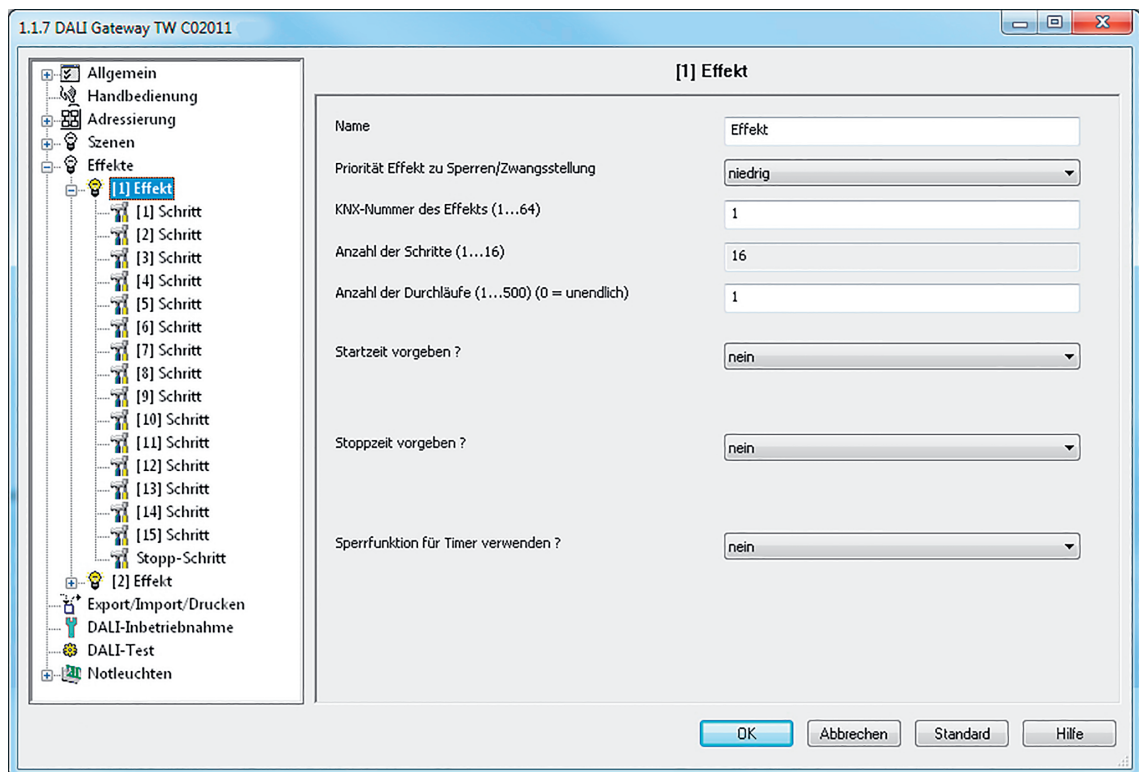 1.1.7 DALI Gateway TW C02011
Allgemein
Handbedienung
Adressierung
Szenen
Effekte
[1] Effekt
[1] Schritt
[2] Schritt
[3] Schritt
[4] Schritt
[5] Schritt
[6] Schritt
[7] Schritt
[8] Schritt
[9] Schritt
[10] Schritt
[11] Schritt
[12] Schritt
[13] Schritt
[14] Schritt
[15] Schritt
Stopp-Schritt
[2] Effekt
Export/Import/Drucken
DALI-Inbetriebnahme
DALI-Test
Notleuchten
[1] Effekt
Name Effekt
Priorität Effekt zu Sperren/Zwangsstellung niedrig
KNX-Nummer des Effekts (1...64) 1
Anzahl der Schritte (1...16) 16
Anzahl der Durchläufe (1...500) (0 = unendlich) 1
Startzeit vorgeben ? nein
Stoppzeit vorgeben ? nein
Sperrfunktion für Timer verwenden ? nein
OK Abbrechen Standard Hilfe